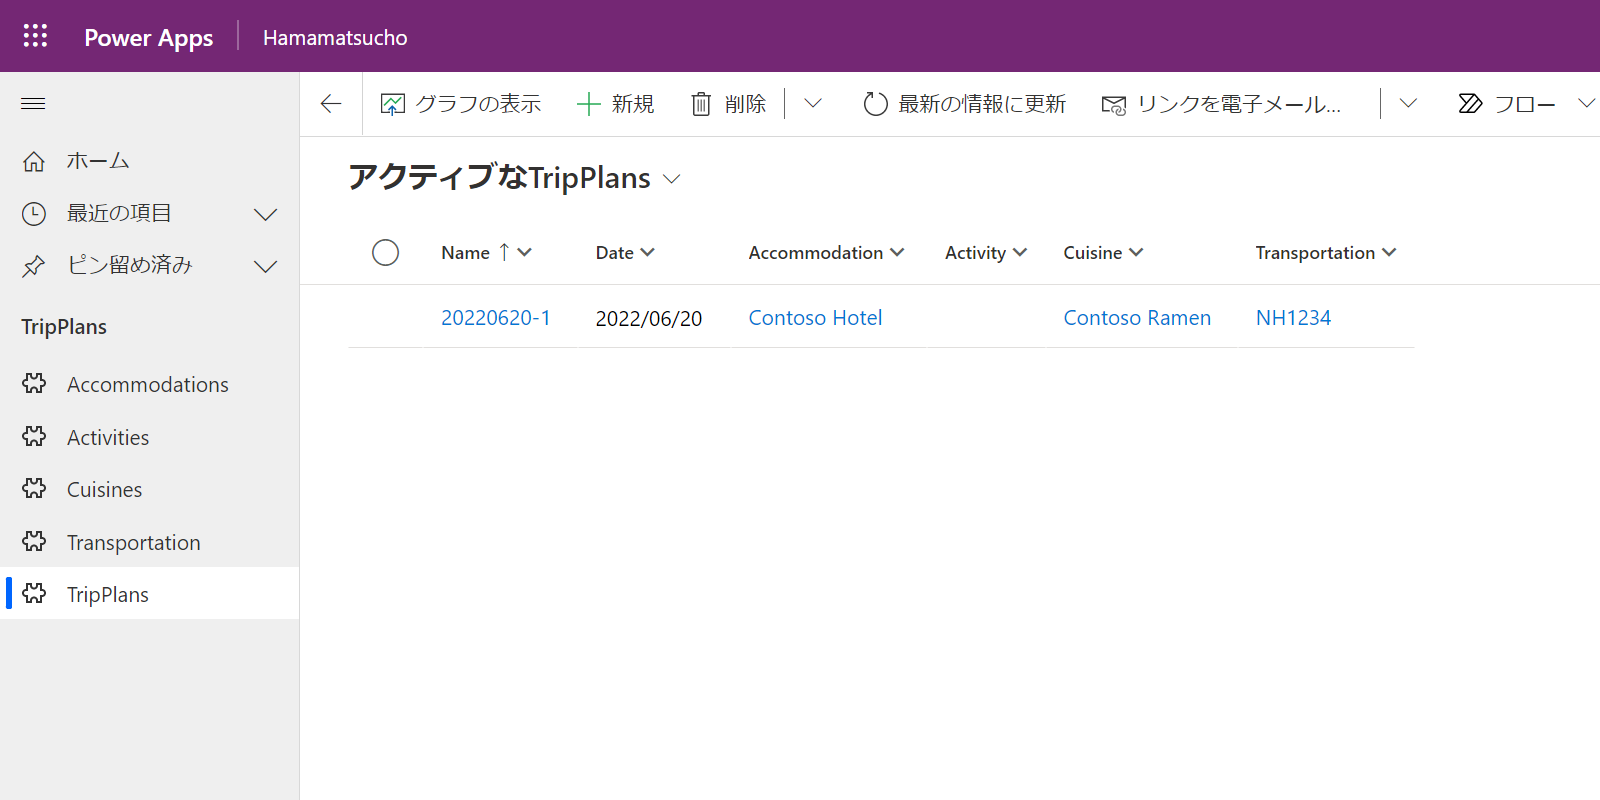 Power Apps
Hamamatsucho
グラフの表示
新規
削除
最新の情報に更新
リンクを電子メール...
フロー
ホーム
最近の項目
ピン留め済み
TripPlans
Accommodations
Activities
Cuisines
Transportation
TripPlans
アクティブなTripPlans
Name ↑ Date Accommodation Activity Cuisine Transportation
20220620-1 2022/06/20 Contoso Hotel Contoso Ramen NH1234